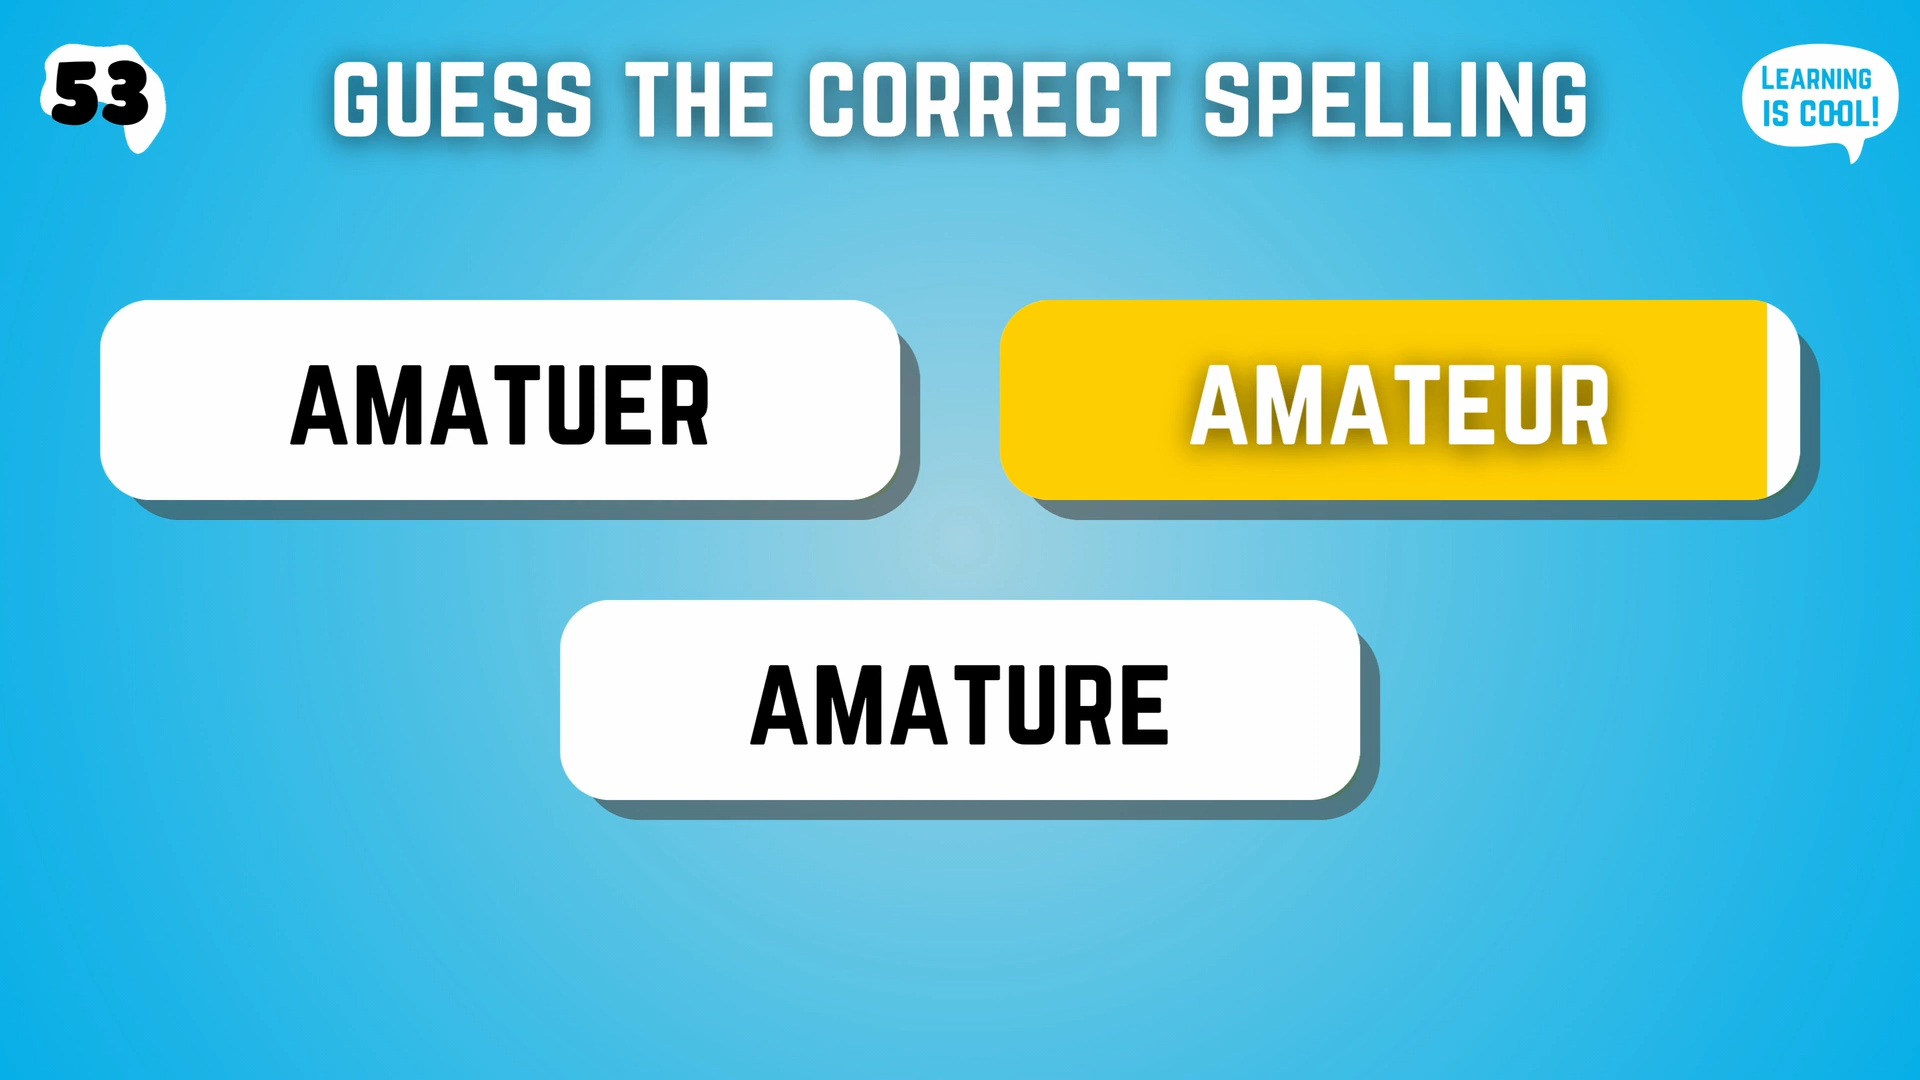 53
GUESS THE CORRECT SPELLING
LEARNING
IS COOL!
AMATUER
AMATEUR
AMATURE